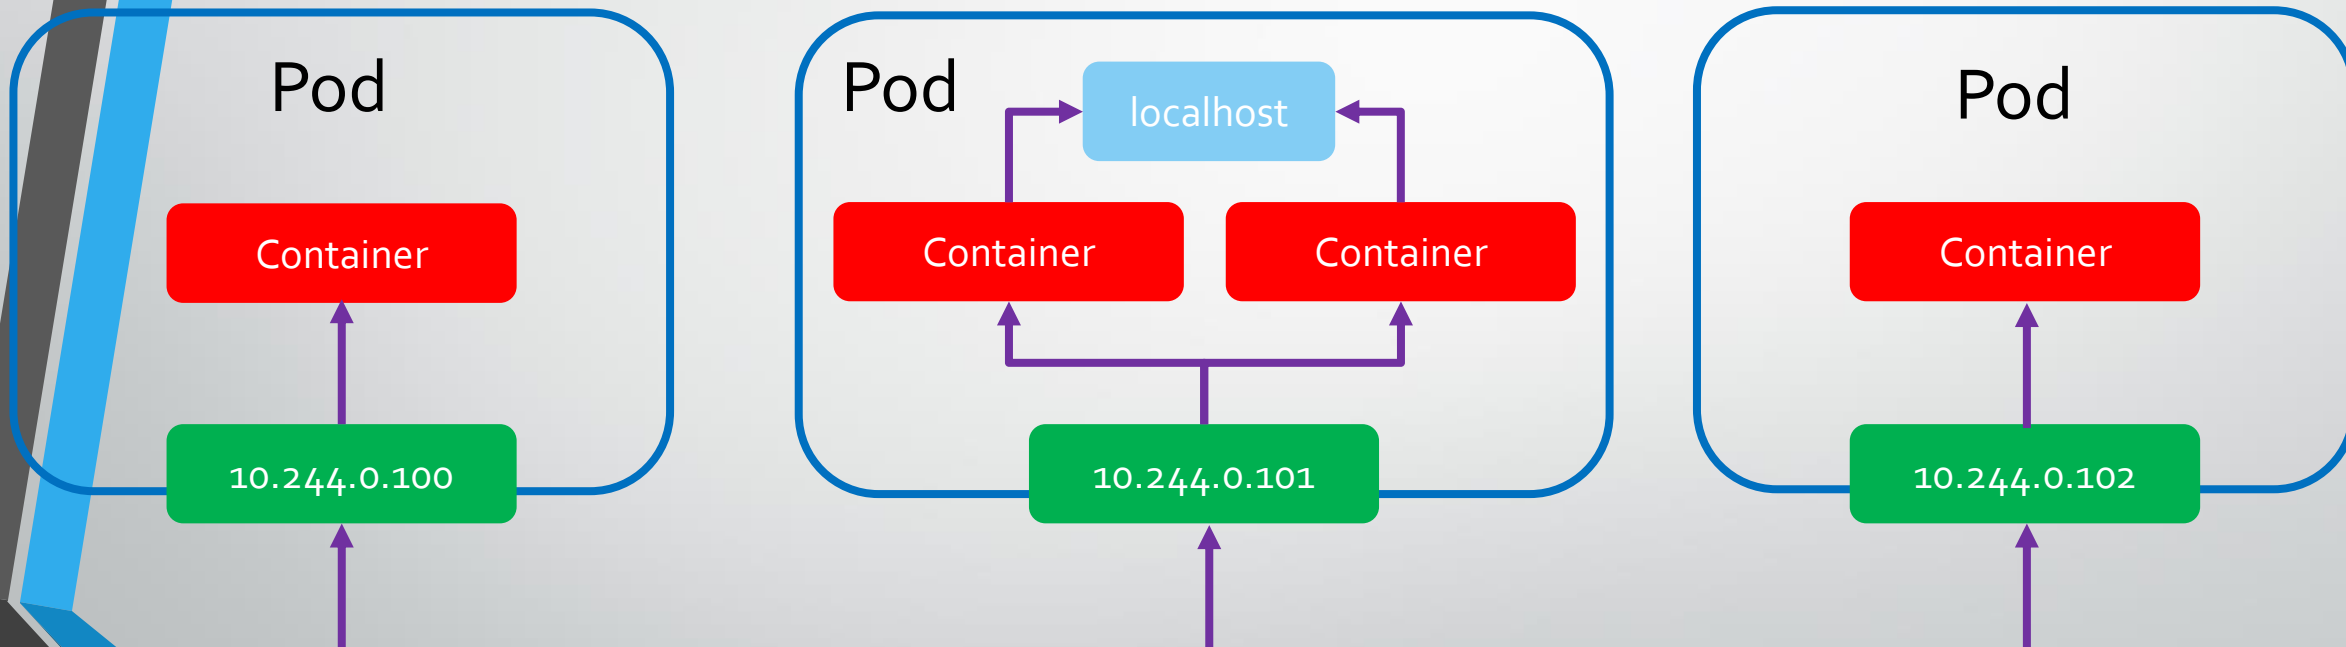 Pod
Container
10.244.0.100
Pod
localhost
Container
Container
10.244.0.101
Pod
Container
10.244.0.102